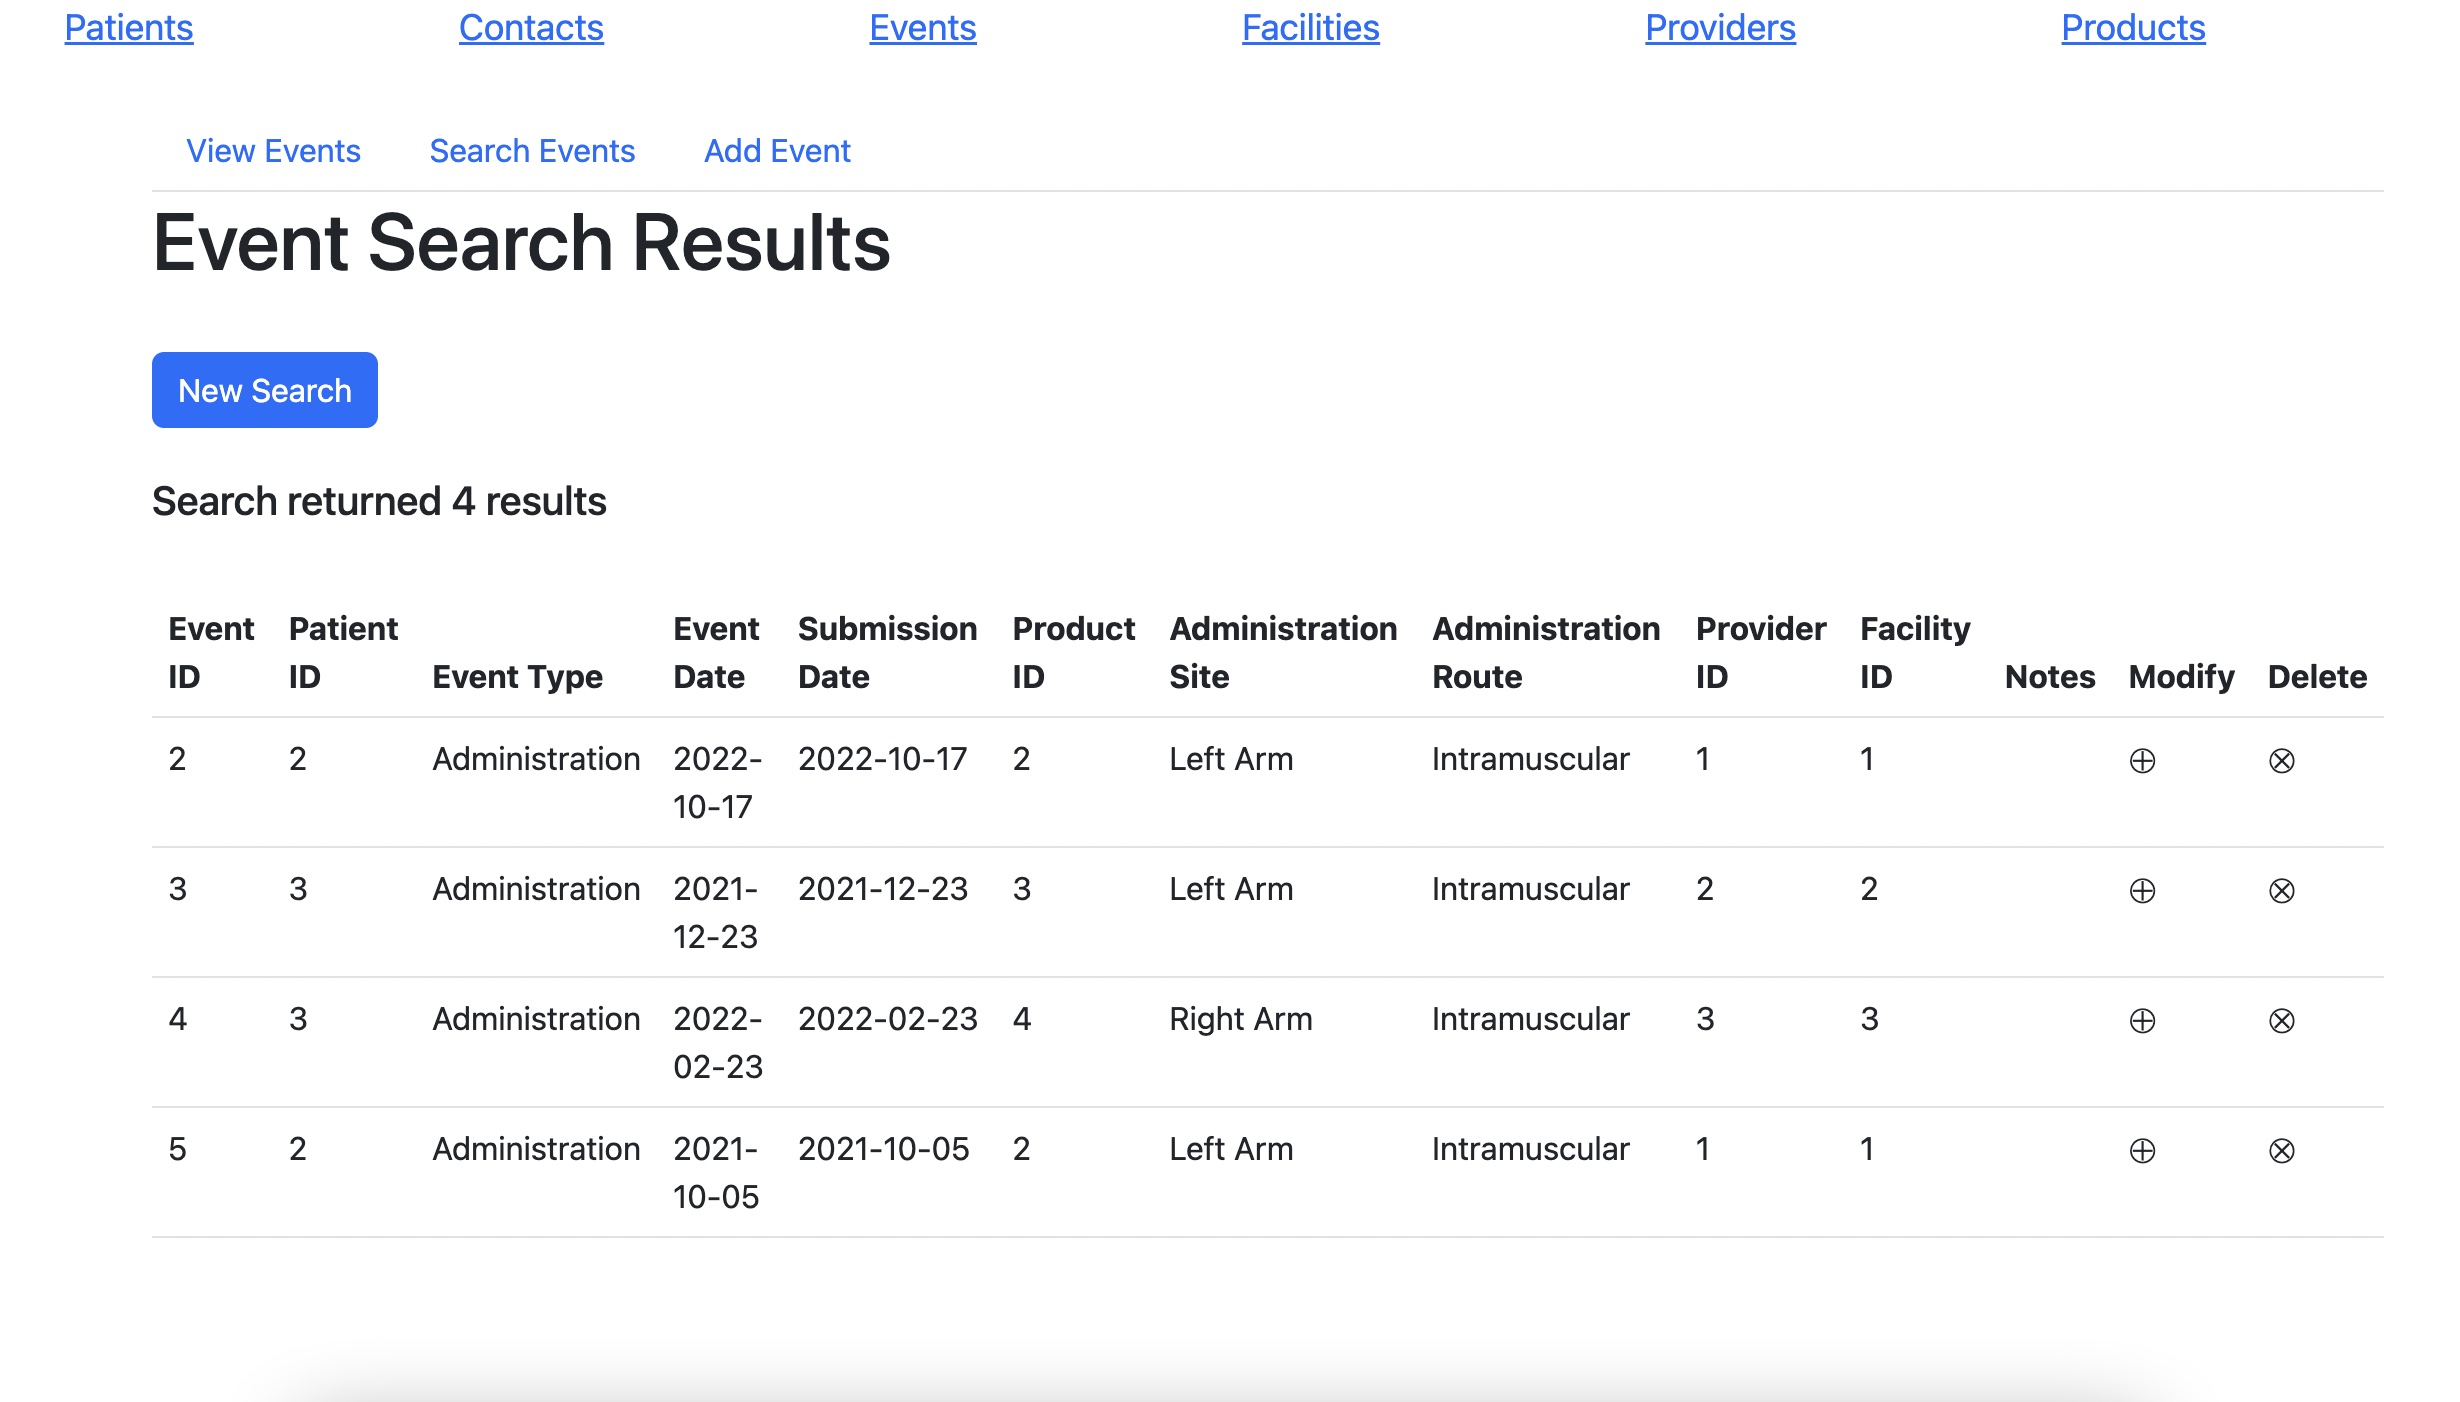 Patients Contacts Events Facilities Providers Products
View Events Search Events Add Event
Event Search Results
New Search
Search returned 4 results
Event Patient Event Submission Product Administration Administration Provider Facility
ID ID Event Type Date Date ID Site Route ID ID Notes Modify Delete
2 2 Administration 2022- 2022-10-17 2 Left Arm Intramuscular 1 1 ⊕ ⊗
10-17
3 3 Administration 2021- 2021-12-23 3 Left Arm Intramuscular 2 2 ⊕ ⊗
12-23
4 3 Administration 2022- 2022-02-23 4 Right Arm Intramuscular 3 3 ⊕ ⊗
02-23
5 2 Administration 2021- 2021-10-05 2 Left Arm Intramuscular 1 1 ⊕ ⊗
10-05